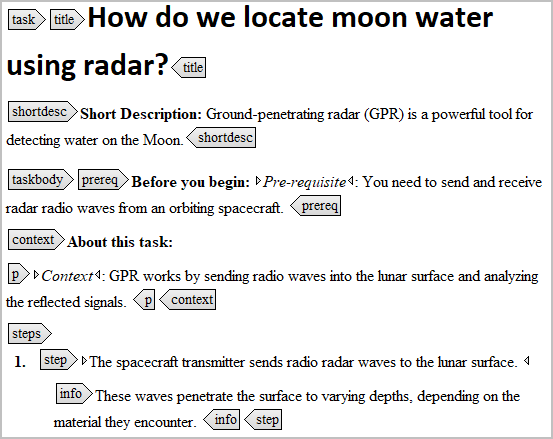 task title How do we locate moon water
using radar? title
shortdesc Short Description: Ground-penetrating radar (GPR) is a powerful tool for
detecting water on the Moon. shortdesc
taskbody prereq Before you begin: Pre-requisite: You need to send and receive
radar radio waves from an orbiting spacecraft. prereq
context About this task:
p Context: GPR works by sending radio waves into the lunar surface and analyzing
the reflected signals. p context
steps
1. step The spacecraft transmitter sends radio radar waves to the lunar surface.
info These waves penetrate the surface to varying depths, depending on the
material they encounter. info step